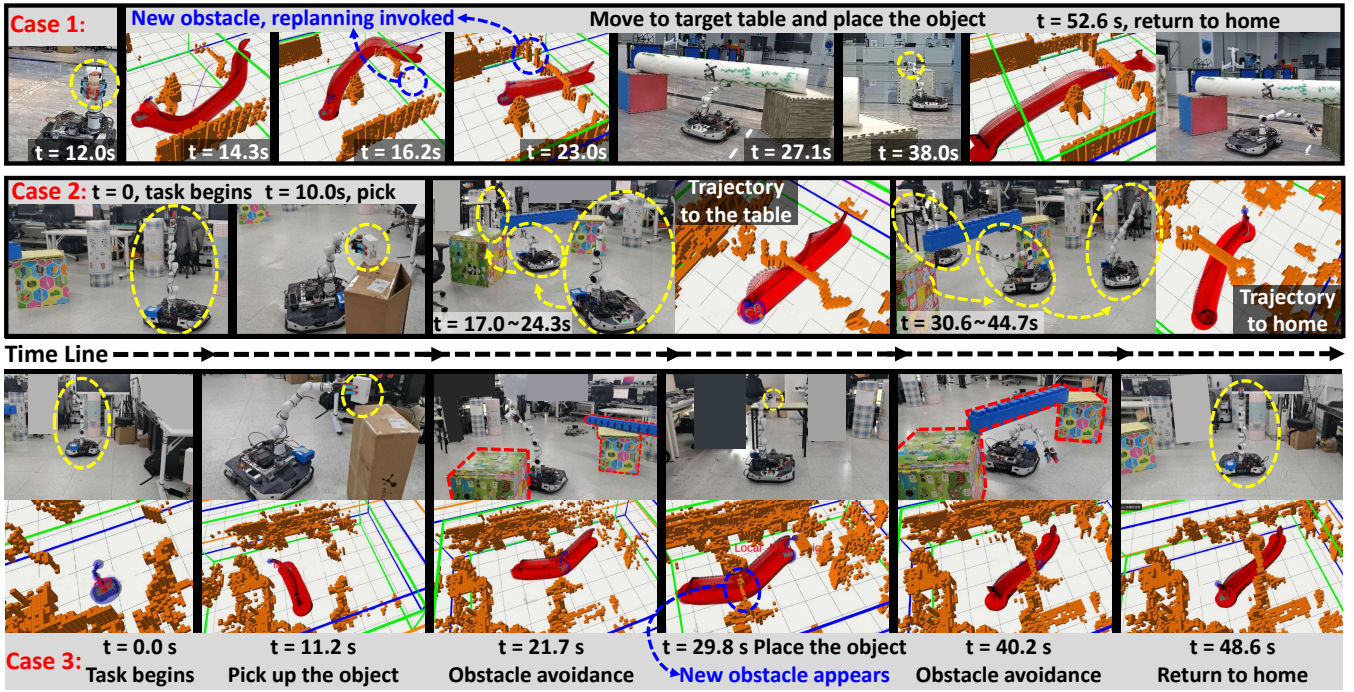 Case 1:
New obstacle, replanning invoked
Move to target table and place the object
t = 52.6 s, return to home
t = 12.0s
t = 14.3s
t = 16.2s
t = 23.0s
t = 27.1s
t = 38.0s
Case 2: t = 0, task begins
t = 10.0s, pick
Trajectory
to the table
t = 17.0~24.3s
t = 30.6~44.7s
Trajectory
to home
Time Line
t = 0.0 s
t = 11.2 s
t = 21.7 s
t = 29.8 s Place the object
t = 40.2 s
t = 48.6 s
Case 3:
Task begins
Pick up the object
Obstacle avoidance
New obstacle appears
Obstacle avoidance
Return to home